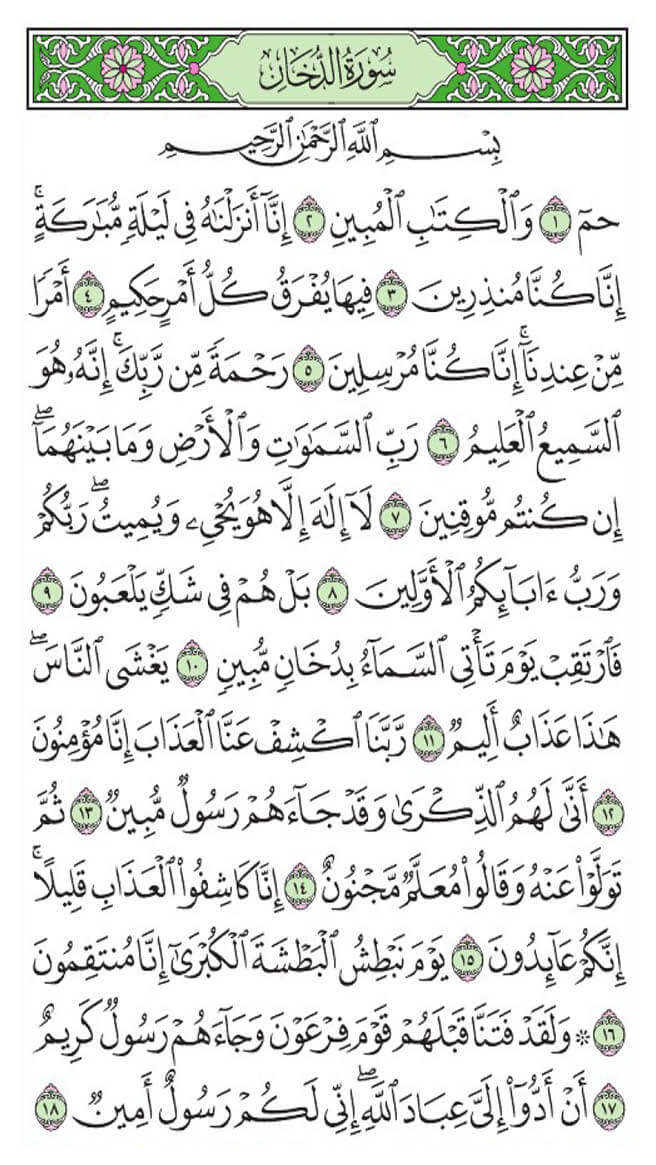 سُورَةُ الدُّخَانِ
بِسْمِ ٱللَّهِ ٱلرَّحْمَٰنِ ٱلرَّحِيمِ
حمٓ ١ وَٱلْكِتَٰبِ ٱلْمُبِينِ ٢ إِنَّآ أَنزَلْنَٰهُ فِى لَيْلَةٍ مُّبَٰرَكَةٍ ۚ
إِنَّا كُنَّا مُنذِرِينَ ٣ فِيهَا يُفْرَقُ كُلُّ أَمْرٍ حَكِيمٍ ٤ أَمْرًا
مِّنْ عِندِنَآ ۚ إِنَّا كُنَّا مُرْسِلِينَ ٥ رَحْمَةً مِّن رَّبِّكَ ۚ إِنَّهُۥ هُوَ
ٱلسَّمِيعُ ٱلْعَلِيمُ ٦ رَبِّ ٱلسَّمَٰوَٰتِ وَٱلْأَرْضِ وَمَا بَيْنَهُمَآ ۖ
إِن كُنتُم مُّوقِنِينَ ٧ لَآ إِلَٰهَ إِلَّا هُوَ يُحْىِۦ وَيُمِيتُ ۖ رَبُّكُمْ
وَرَبُّ ءَابَآئِكُمُ ٱلْأَوَّلِينَ ٨ بَلْ هُمْ فِى شَكٍّ يَلْعَبُونَ ٩
فَٱرْتَقِبْ يَوْمَ تَأْتِى ٱلسَّمَآءُ بِدُخَانٍ مُّبِينٍ ١٠ يَغْشَى ٱلنَّاسَ ۖ
هَٰذَا عَذَابٌ أَلِيمٌ ١١ رَّبَّنَا ٱكْشِفْ عَنَّا ٱلْعَذَابَ إِنَّا مُؤْمِنُونَ
١٢ أَنَّىٰ لَهُمُ ٱلذِّكْرَىٰ وَقَدْ جَآءَهُمْ رَسُولٌ مُّبِينٌ ١٣ ثُمَّ
تَوَلَّوْا۟ عَنْهُ وَقَالُوا۟ مُعَلَّمٌ مَّجْنُونٌ ١٤ إِنَّا كَاشِفُوا۟ ٱلْعَذَابِ قَلِيلًا ۚ
إِنَّكُمْ عَآئِدُونَ ١٥ يَوْمَ نَبْطِشُ ٱلْبَطْشَةَ ٱلْكُبْرَىٰٓ إِنَّا مُنتَقِمُونَ
١٦ ۞ وَلَقَدْ فَتَنَّا قَبْلَهُمْ قَوْمَ فِرْعَوْنَ وَجَآءَهُمْ رَسُولٌ كَرِيمٌ
١٧ أَنْ أَدُّوٓا۟ إِلَىَّ عِبَادَ ٱللَّهِ ۖ إِنِّى لَكُمْ رَسُولٌ أَمِينٌ ١٨